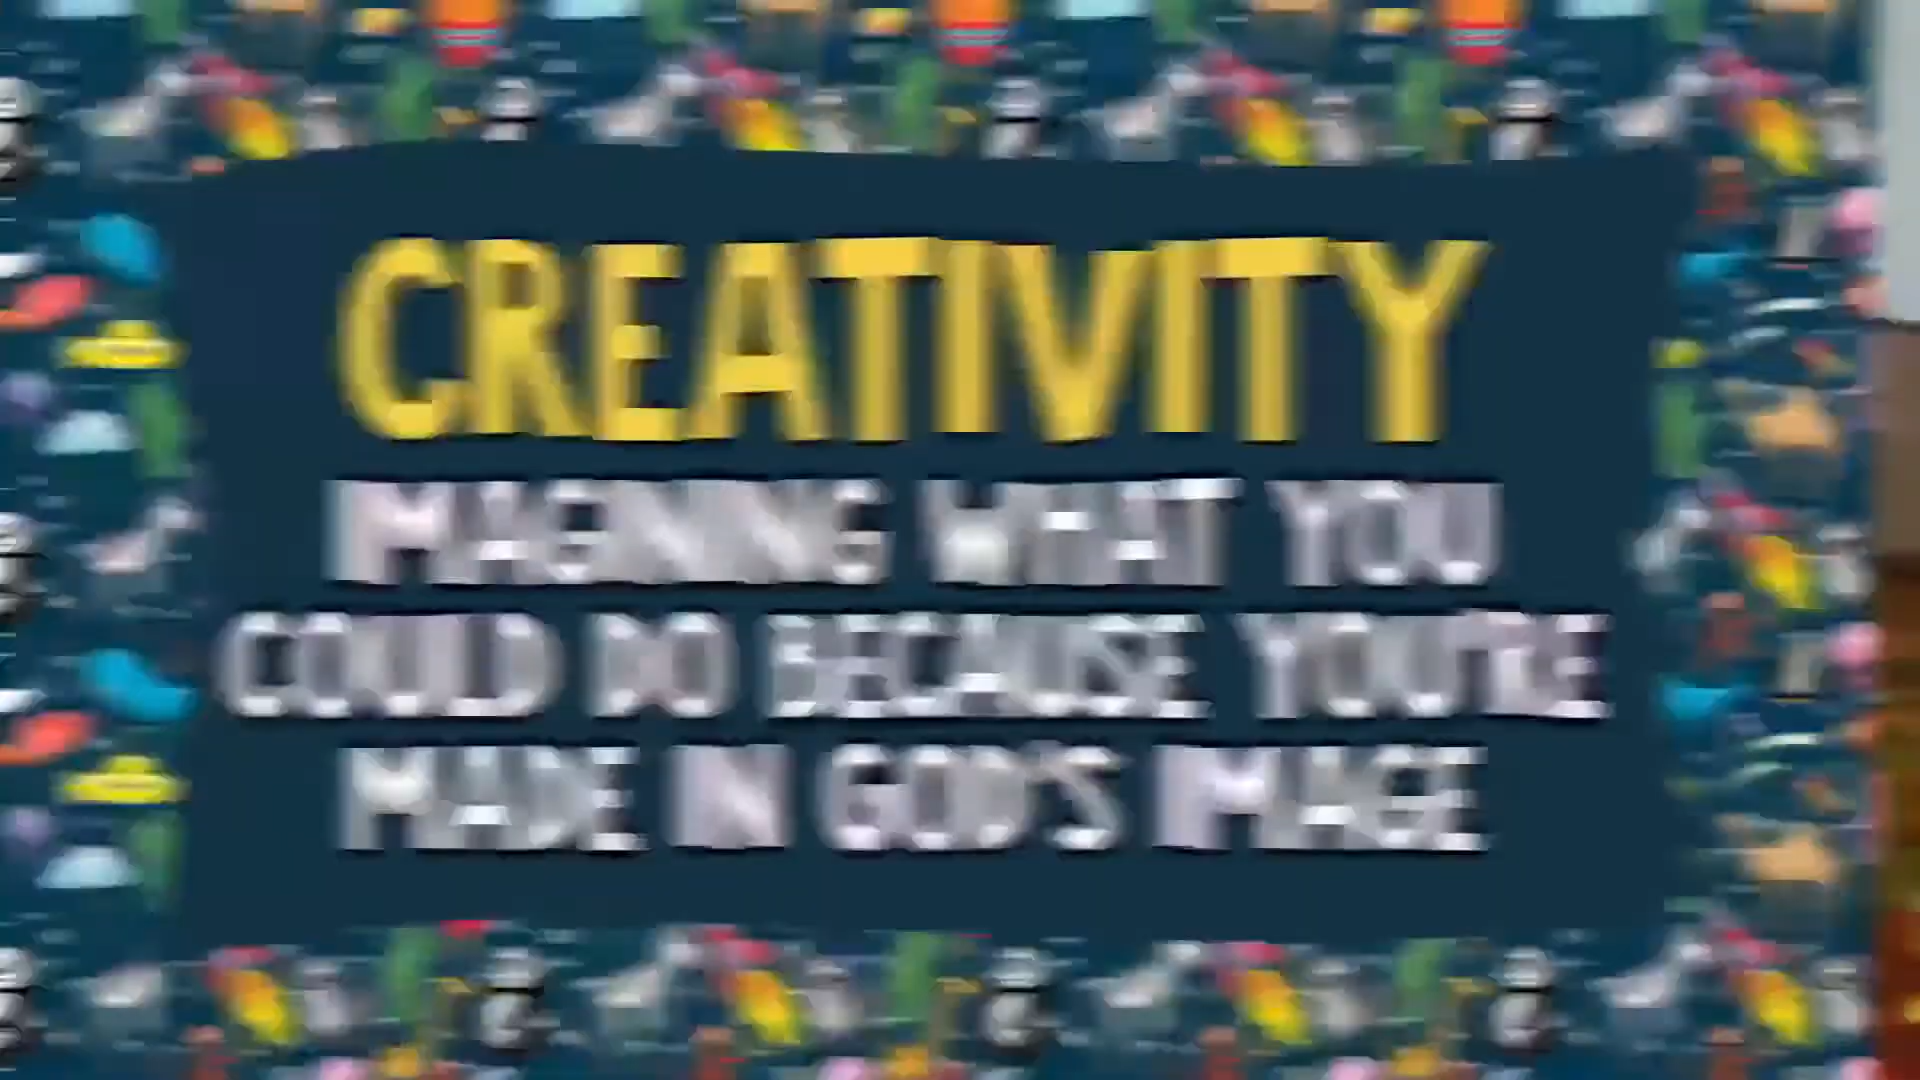 CREATIVITY
IMAGINING WHAT YOU
COULD DO BECAUSE YOU'RE
MADE IN GOD'S IMAGE